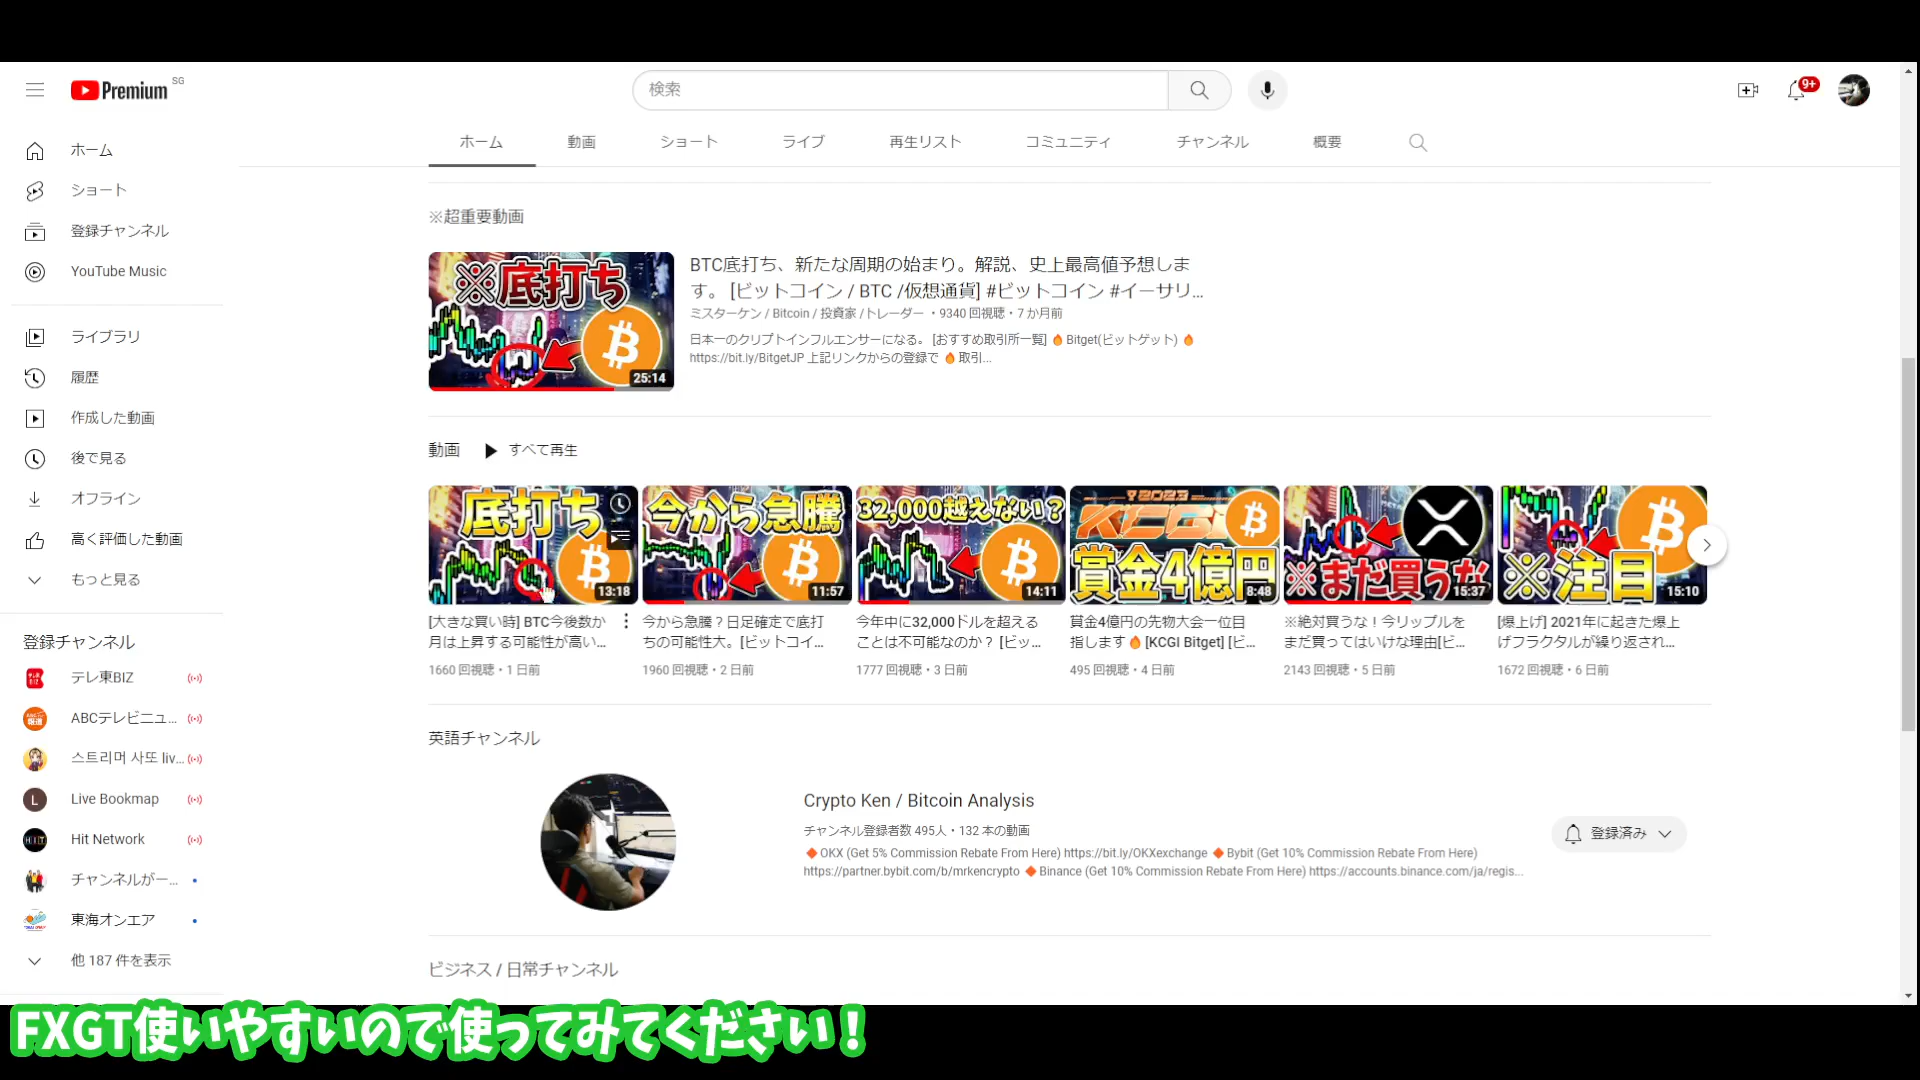 Premium SG
検索
9+
ホーム 動画 ショート ライブ 再生リスト コミュニティ チャンネル 概要
ホーム
ショート
登録チャンネル
YouTube Music
ライブラリ
履歴
作成した動画
後で見る
オフライン
高く評価した動画
もっと見る
登録チャンネル
テレ東BIZ
ABCテレビニュ...
스트리머 사또 liv...
L
Live Bookmap
Hit Network
チャンネルがー...
東海オンエア
他 187 件を表示
※超重要動画
※底打ち
25:14
BTC底打ち、新たな周期の始まり。解説、史上最高値予想しま
す。 [ビットコイン / BTC /仮想通貨] #ビットコイン #イーサリ...
ミスターケン / Bitcoin / 投資家 /トレーダー ・9340 回視聴・7 か月前
日本一のクリプトインフルエンサーになる。 [おすすめ取引所一覧] 🔥 Bitget(ビットゲット) 🔥
https://bit.ly/BitgetJP 上記リンクからの登録で 🔥 取引...
動画 すべて再生
底打ち
13:18
[大きな買い時] BTC今後数か
月は上昇する可能性が高い...
1660 回視聴・1 日前
今から急騰
11:57
今から急騰？日足確定で底打
ちの可能性大。[ビットコイ...
1960 回視聴・2 日前
32,000越えない？
14:11
今年中に32,000ドルを超える
ことは不可能なのか？ [ビッ...
1777 回視聴・3 日前
2023
KCGI
賞金4億円
8:48
賞金4億円の先物大会一位目
指します🔥[KCGI Bitget] [ビ...
495 回視聴・4 日前
※まだ買うな
15:37
※絶対買うな！今リップルを
まだ買ってはいけな理由[ビ...
2143 回視聴・5 日前
※注目
15:10
[爆上げ] 2021年に起きた爆上
げフラクタルが繰り返され...
1672 回視聴・6 日前
英語チャンネル
Crypto Ken / Bitcoin Analysis
チャンネル登録者数 495人・132 本の動画
🔶OKX (Get 5% Commission Rebate From Here) https://bit.ly/OKXexchange 🔶Bybit (Get 10% Commission Rebate From Here)
https://partner.bybit.com/b/mrkencrypto 🔶Binance (Get 10% Commission Rebate From Here) https://accounts.binance.com/ja/regis...
登録済み
ビジネス / 日常チャンネル
FXGT使いやすいので使ってみてください！